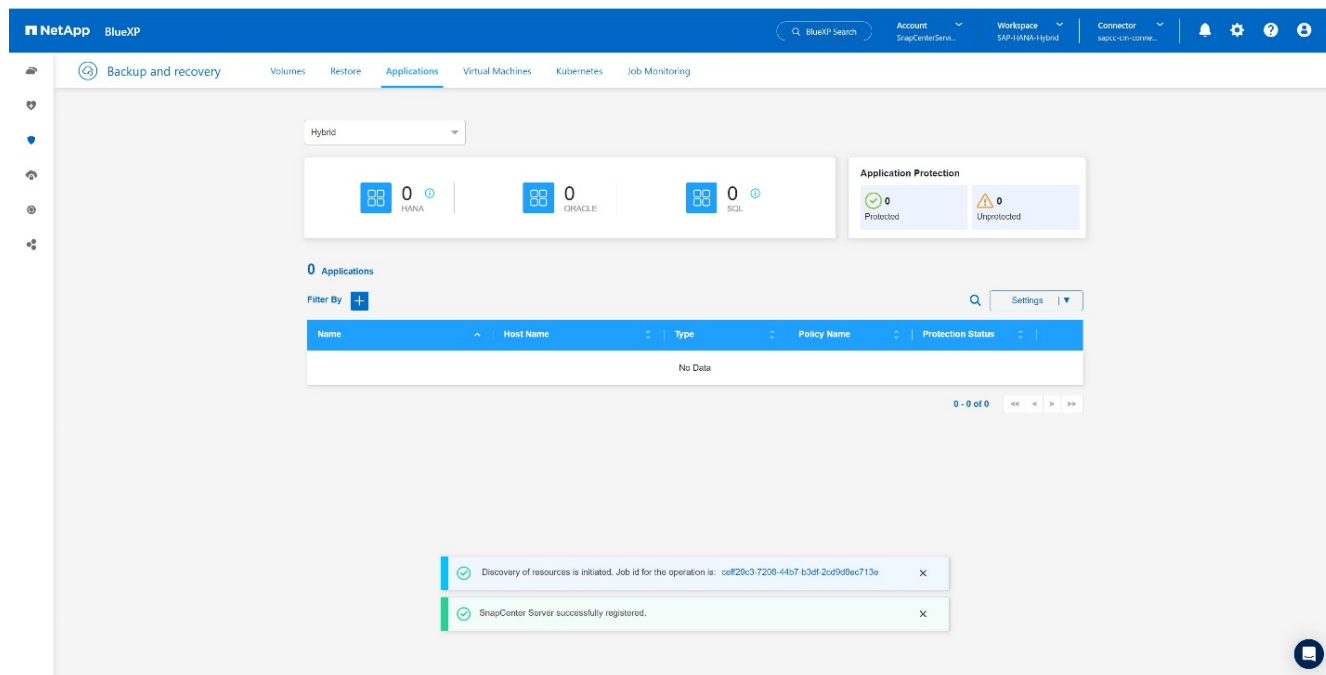 NetApp BlueXP BlueXP Search Account Workspace Connector
SnapCenterServi... SAP-HANA-Hybrid sapcc-cm-conne...
Backup and recovery Volumes Restore Applications Virtual Machines Kubernetes Job Monitoring
Hybrid
Application Protection
0 0 0 0 0
HANA ORACLE SQL Protected Unprotected
0 Applications
Filter By Settings
Name Host Name Type Policy Name Protection Status
No Data
0 - 0 of 0
Discovery of resources is initiated. Job id for the operation is: ceff29c3-7208-44b7-b3df-2cd9d8ec713e
SnapCenter Server successfully registered.